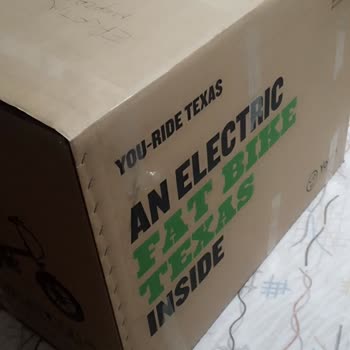 YOU-RIDE TEXAS
AN ELECTRIC
FAT BIKE
TEXAS
INSIDE